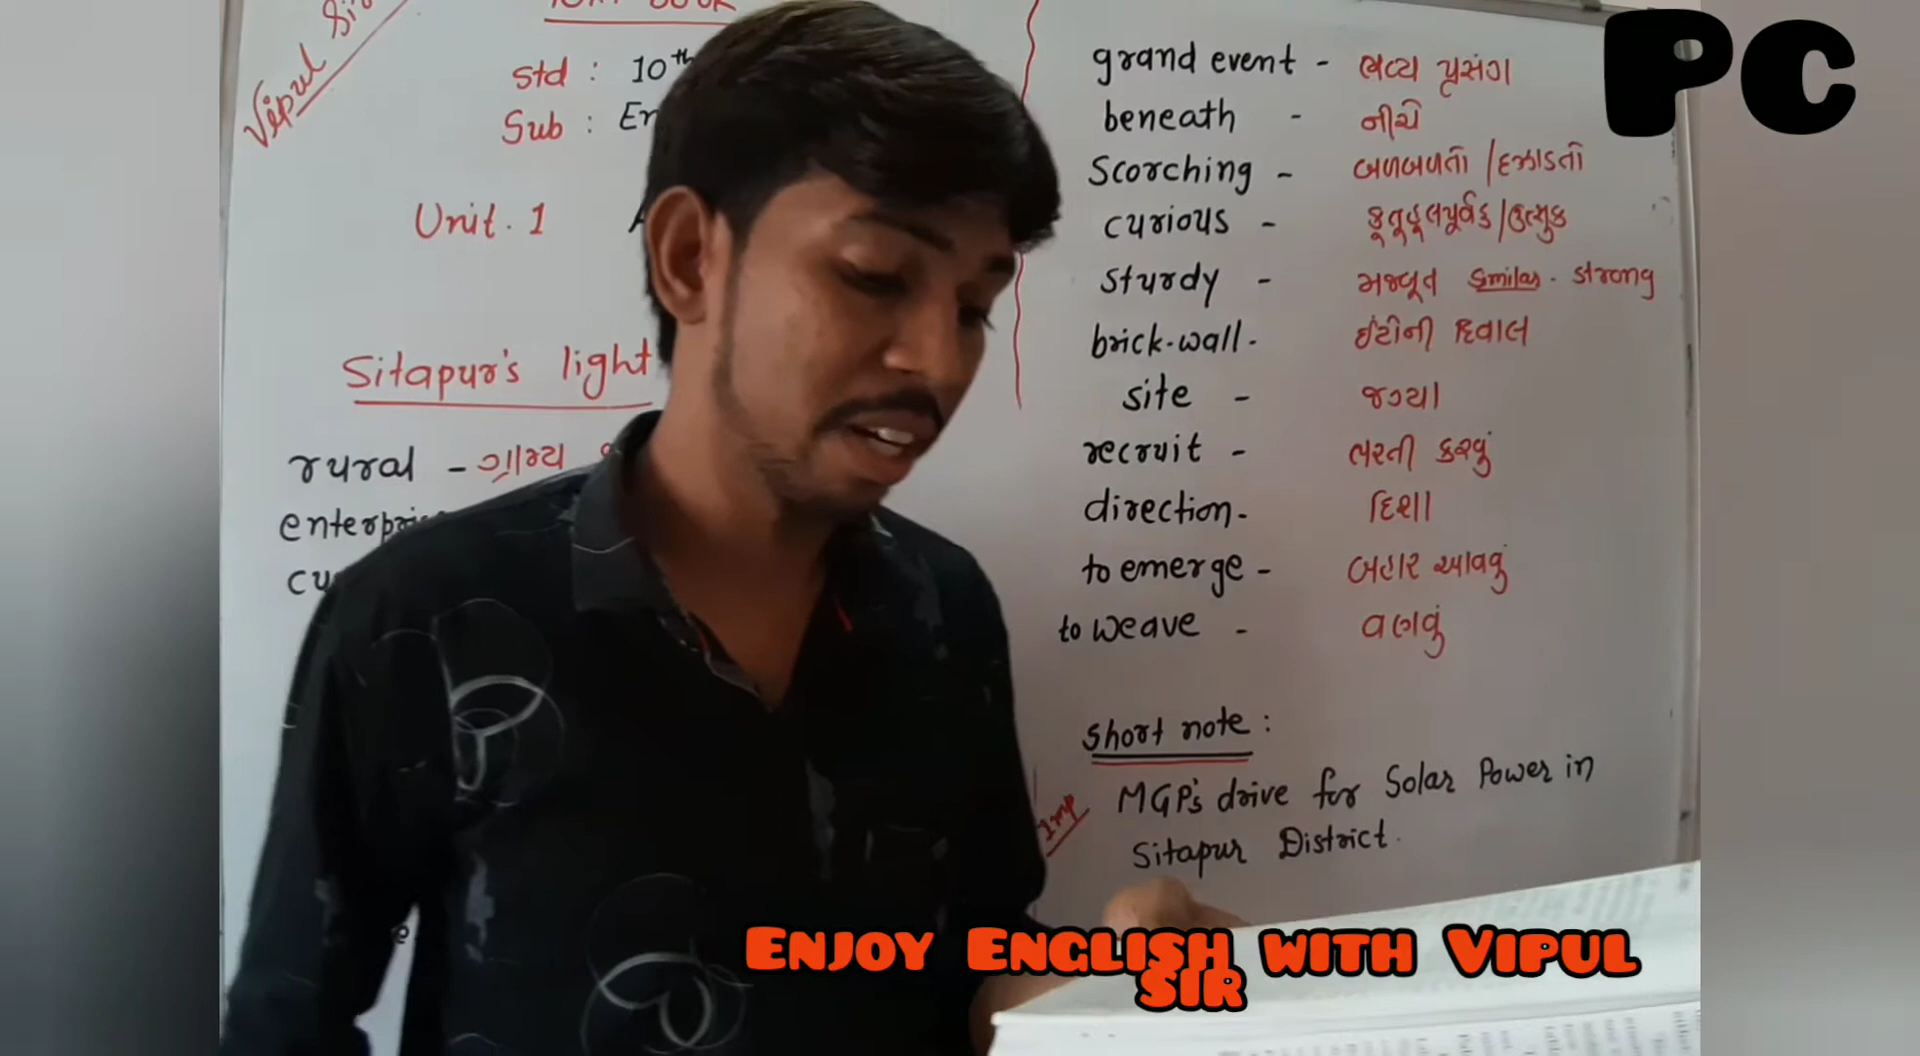 Vipul Sir
Text Book
Std : 10th
Sub :
Unit. 1
Sitapur's light
rural - ગ્રામ્ય
grand event - ભવ્ય પ્રસંગ
beneath - નીચે
Scorching - બળબળતો / દઝાડતો
curious - કૂતૂહલપૂર્વક / ઉત્સુક
sturdy - મજબૂત similar - strong
brick-wall - ઈંટોની દિવાલ
site - જગ્યા
recruit - ભરતી કરવું
direction - દિશા
to emerge - બહાર આવવું
to weave - વણવું
Short note :
Imp
MGP's drive for Solar Power in
Sitapur District.
PC
Enjoy English with Vipul
Sir